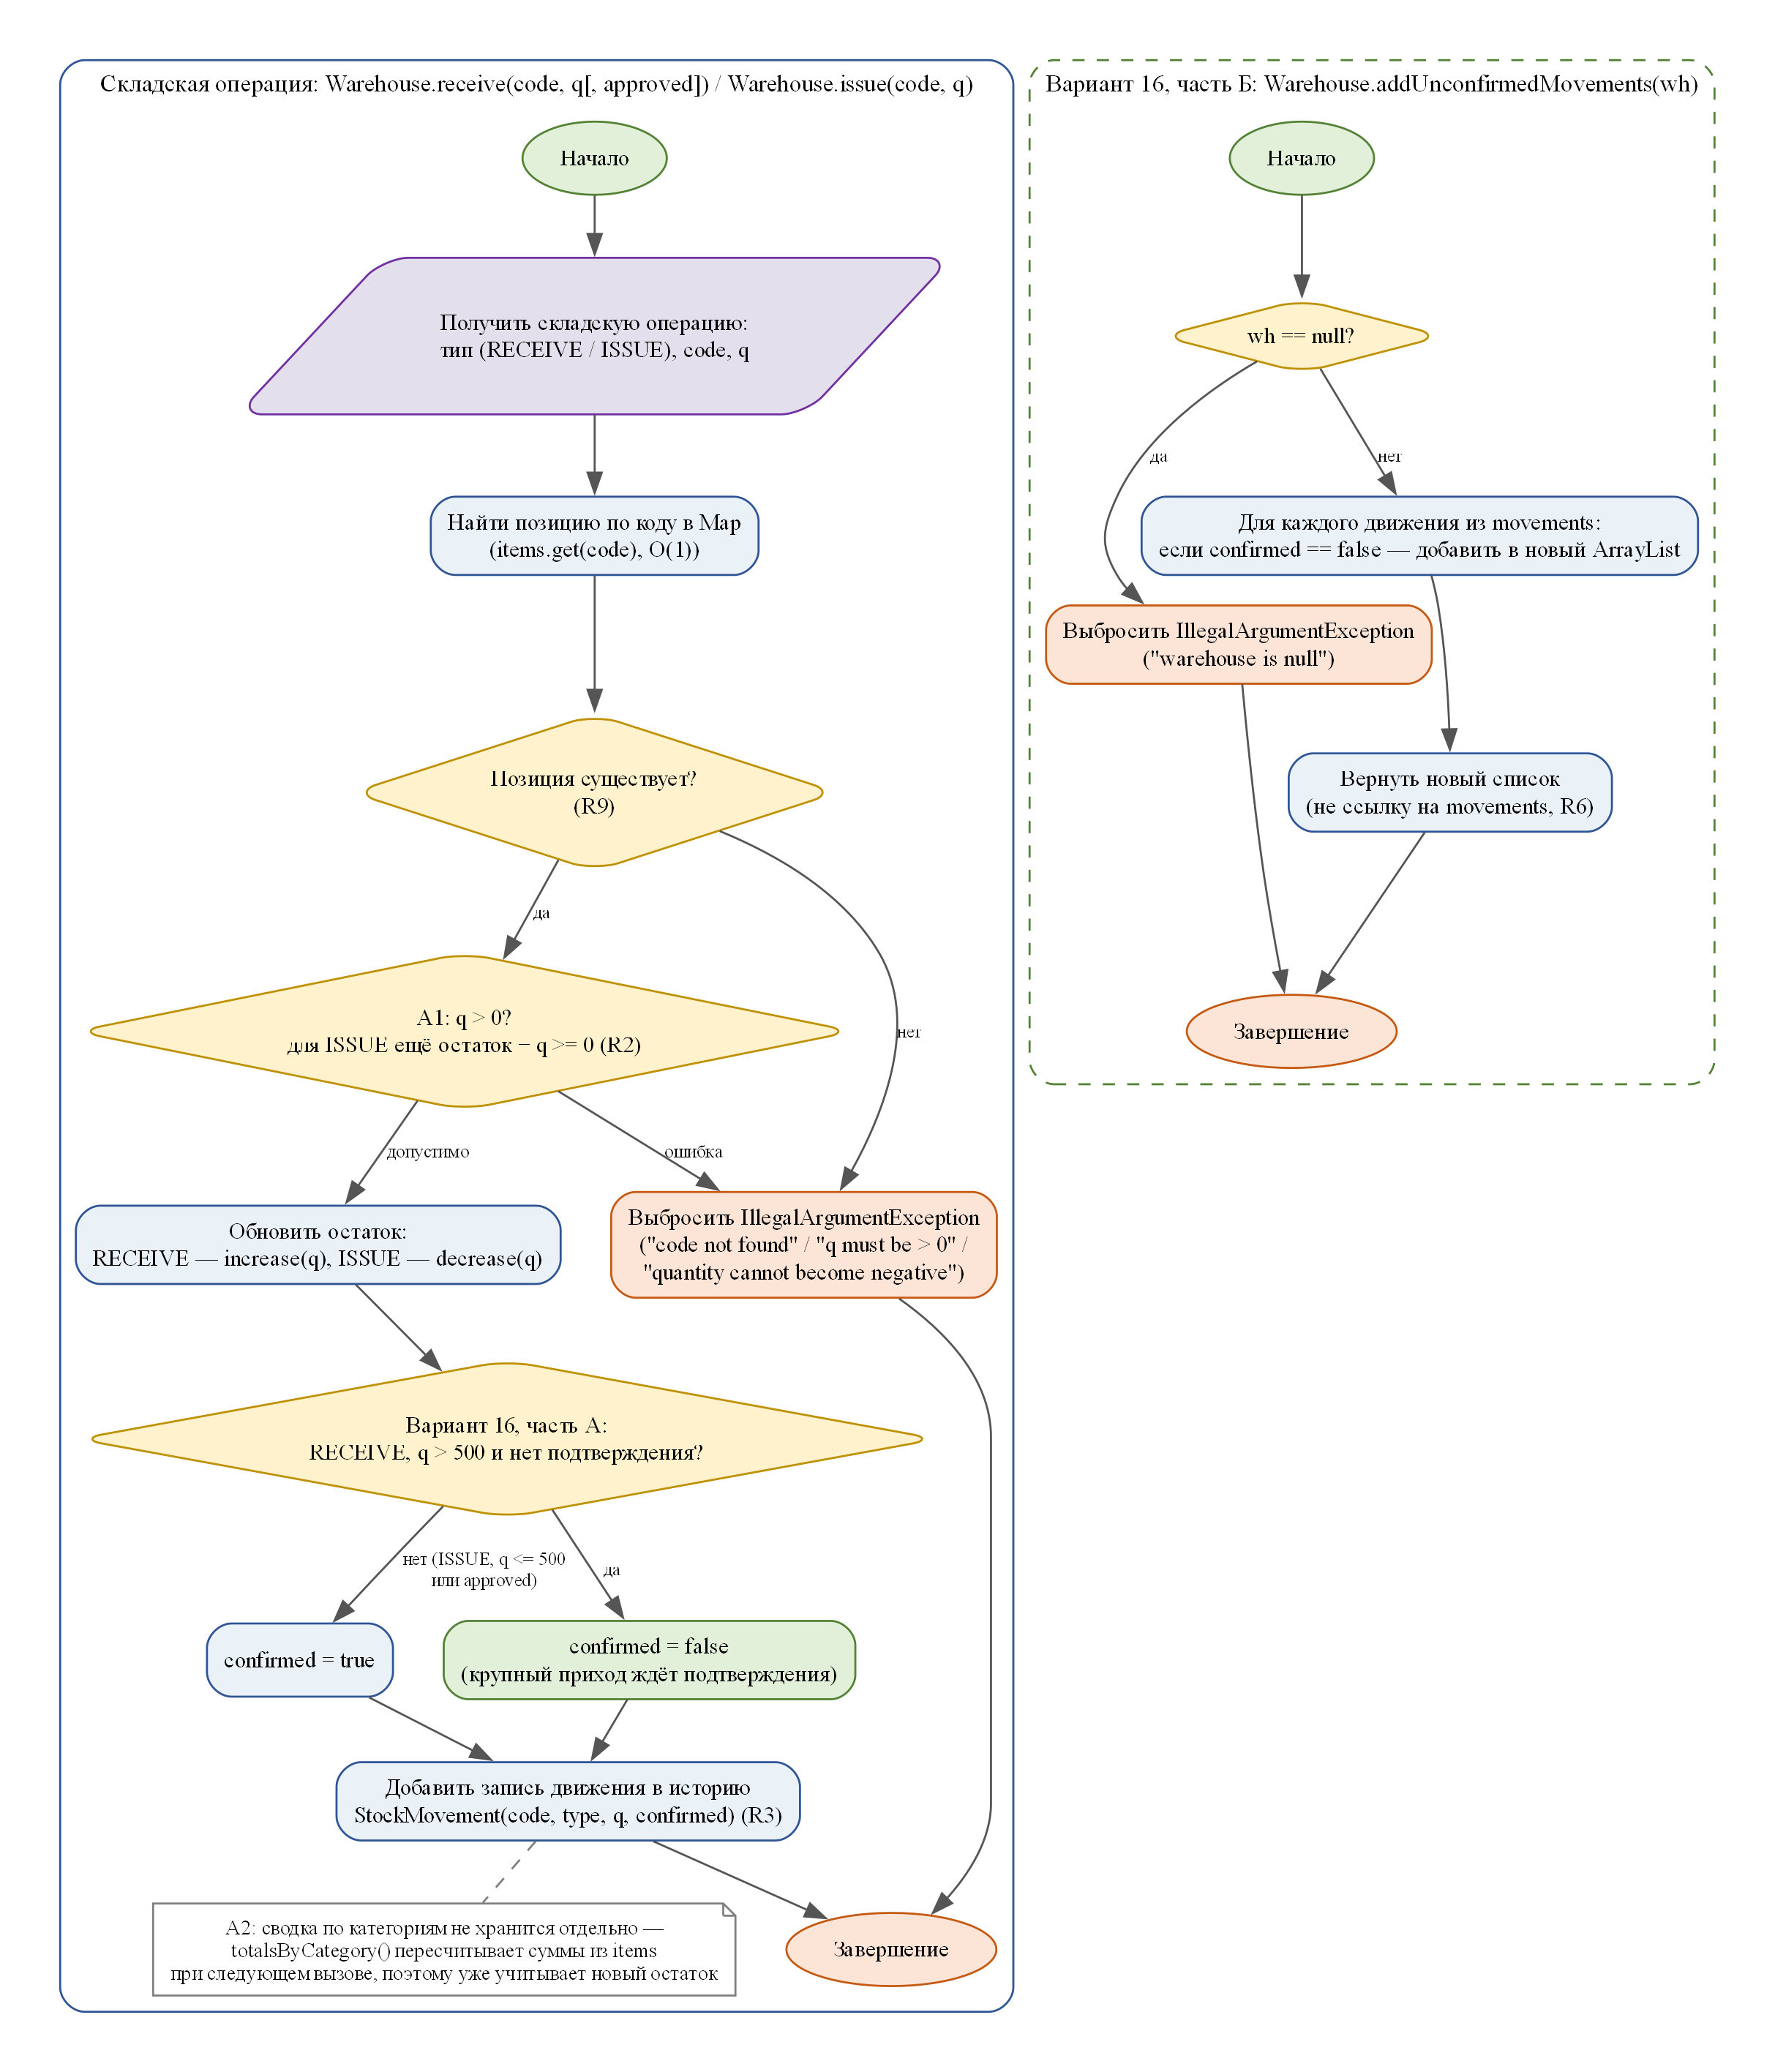 Складская операция: Warehouse.receive(code, q[, approved]) / Warehouse.issue(code, q)
Начало
Получить складскую операцию:
тип (RECEIVE / ISSUE), code, q
Найти позицию по коду в Map
(items.get(code), O(1))
Позиция существует?
(R9)
да
нет
A1: q > 0?
для ISSUE ещё остаток − q >= 0 (R2)
допустимо
ошибка
Обновить остаток:
RECEIVE — increase(q), ISSUE — decrease(q)
Выбросить IllegalArgumentException
("code not found" / "q must be > 0" /
"quantity cannot become negative")
Вариант 16, часть А:
RECEIVE, q > 500 и нет подтверждения?
нет (ISSUE, q <= 500
или approved)
да
confirmed = true
confirmed = false
(крупный приход ждёт подтверждения)
Добавить запись движения в историю
StockMovement(code, type, q, confirmed) (R3)
A2: сводка по категориям не хранится отдельно —
totalsByCategory() пересчитывает суммы из items
при следующем вызове, поэтому уже учитывает новый остаток
Завершение
Вариант 16, часть Б: Warehouse.addUnconfirmedMovements(wh)
Начало
wh == null?
да
нет
Для каждого движения из movements:
если confirmed == false — добавить в новый ArrayList
Выбросить IllegalArgumentException
("warehouse is null")
Вернуть новый список
(не ссылку на movements, R6)
Завершение